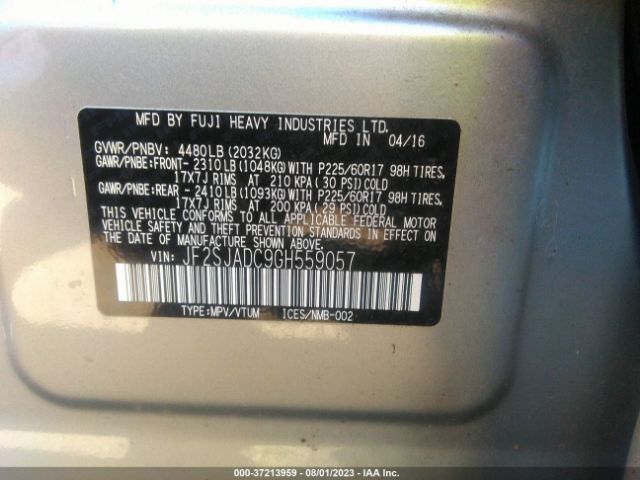 MFD BY FUJI HEAVY INDUSTRIES LTD.
MFD IN 04/16
GVWR/PNBV: 4480LB (2032KG)
GAWR/PNBE:FRONT- 2310LB (1048KG) WITH P225/60R17 98H TIRES,
17X7J RIMS AT 210 KPA (30 PSI) COLD
GAWR/PNBE:REAR - 2410LB (1093KG) WITH P225/60R17 98H TIRES,
17X7J RIMS AT 200 KPA (29 PSI) COLD
THIS VEHICLE CONFORMS TO ALL APPLICABLE FEDERAL MOTOR
VEHICLE SAFETY AND THEFT PREVENTION STANDARDS IN EFFECT
ON THE DATE OF MANUFACTURE SHOWN ABOVE.
VIN: JF2SJADC9GH559057
TYPE:MPV/VTUM ICES/NMB-002
000-37213959 - 08/01/2023 - IAA Inc.